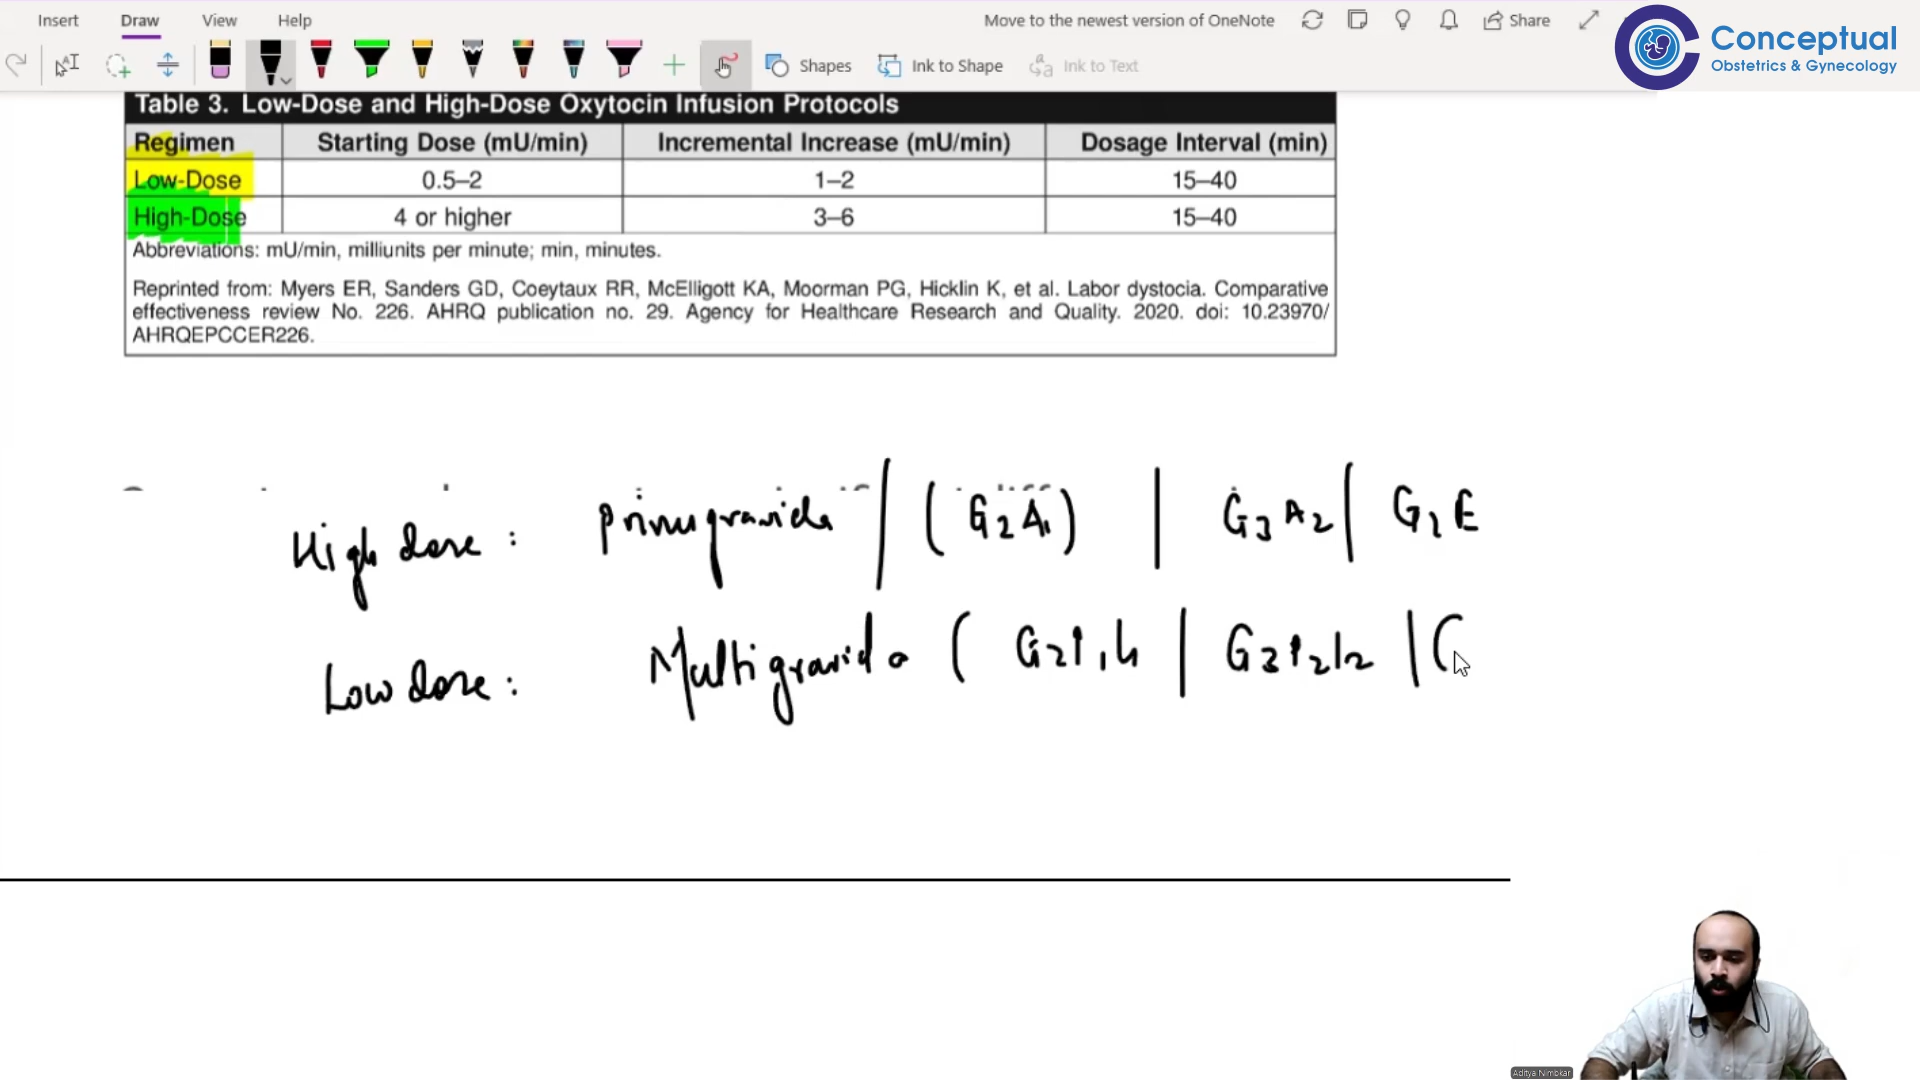 Insert Draw View Help Move to the newest version of OneNote Share
Shapes Ink to Shape Ink to Text
Conceptual
Obstetrics & Gynecology
Table 3. Low-Dose and High-Dose Oxytocin Infusion Protocols
Regimen Starting Dose (mU/min) Incremental Increase (mU/min) Dosage Interval (min)
Low-Dose 0.5–2 1–2 15–40
High-Dose 4 or higher 3–6 15–40
Abbreviations: mU/min, milliunits per minute; min, minutes.
Reprinted from: Myers ER, Sanders GD, Coeytaux RR, McElligott KA, Moorman PG, Hicklin K, et al. Labor dystocia. Comparative
effectiveness review No. 226. AHRQ publication no. 29. Agency for Healthcare Research and Quality. 2020. doi: 10.23970/
AHRQEPCCER226.
High dose : Primigravida | (G2A1) | G3A2 | G2E
Low dose : Multigravida ( G2P1L1 | G3P2L2 | G
Aditya Nimbkar